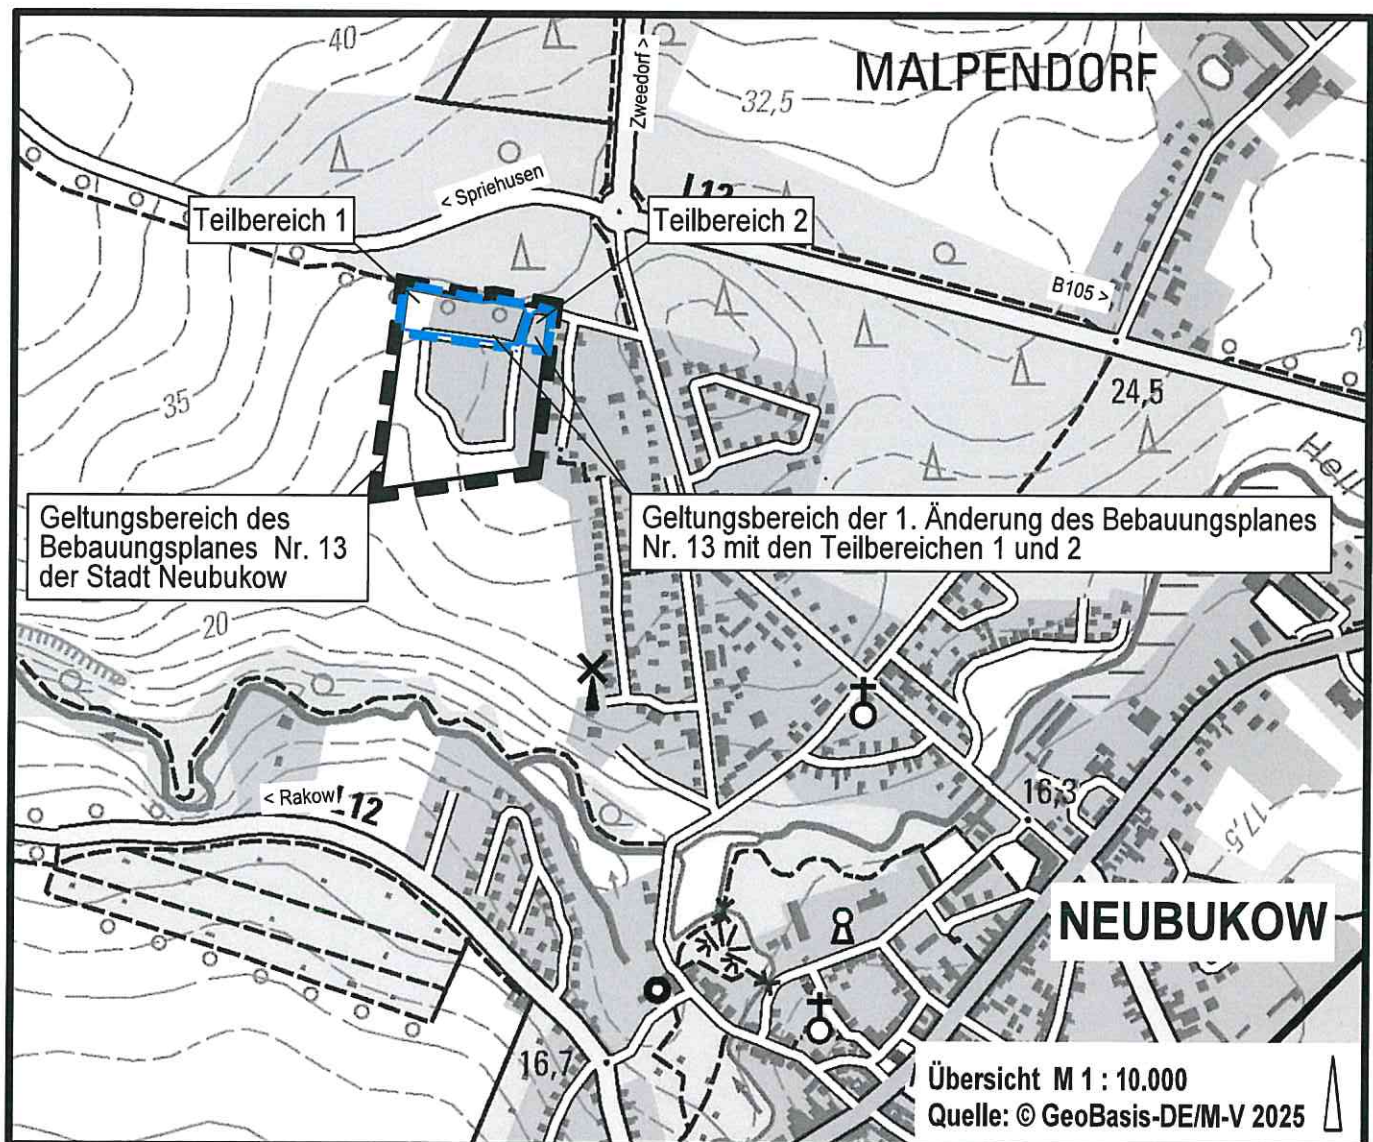 40
MALPENDORF
Zweedorf >
32,5
< Spriehusen
L12
Teilbereich 1
Teilbereich 2
B105 >
35
24,5
Hell
Geltungsbereich des
Bebauungsplanes Nr. 13
der Stadt Neubukow
Geltungsbereich der 1. Änderung des Bebauungsplanes
Nr. 13 mit den Teilbereichen 1 und 2
20
< Rakow
L12
16,3
17,5
NEUBUKOW
16,7
Übersicht M 1 : 10.000
Quelle: © GeoBasis-DE/M-V 2025